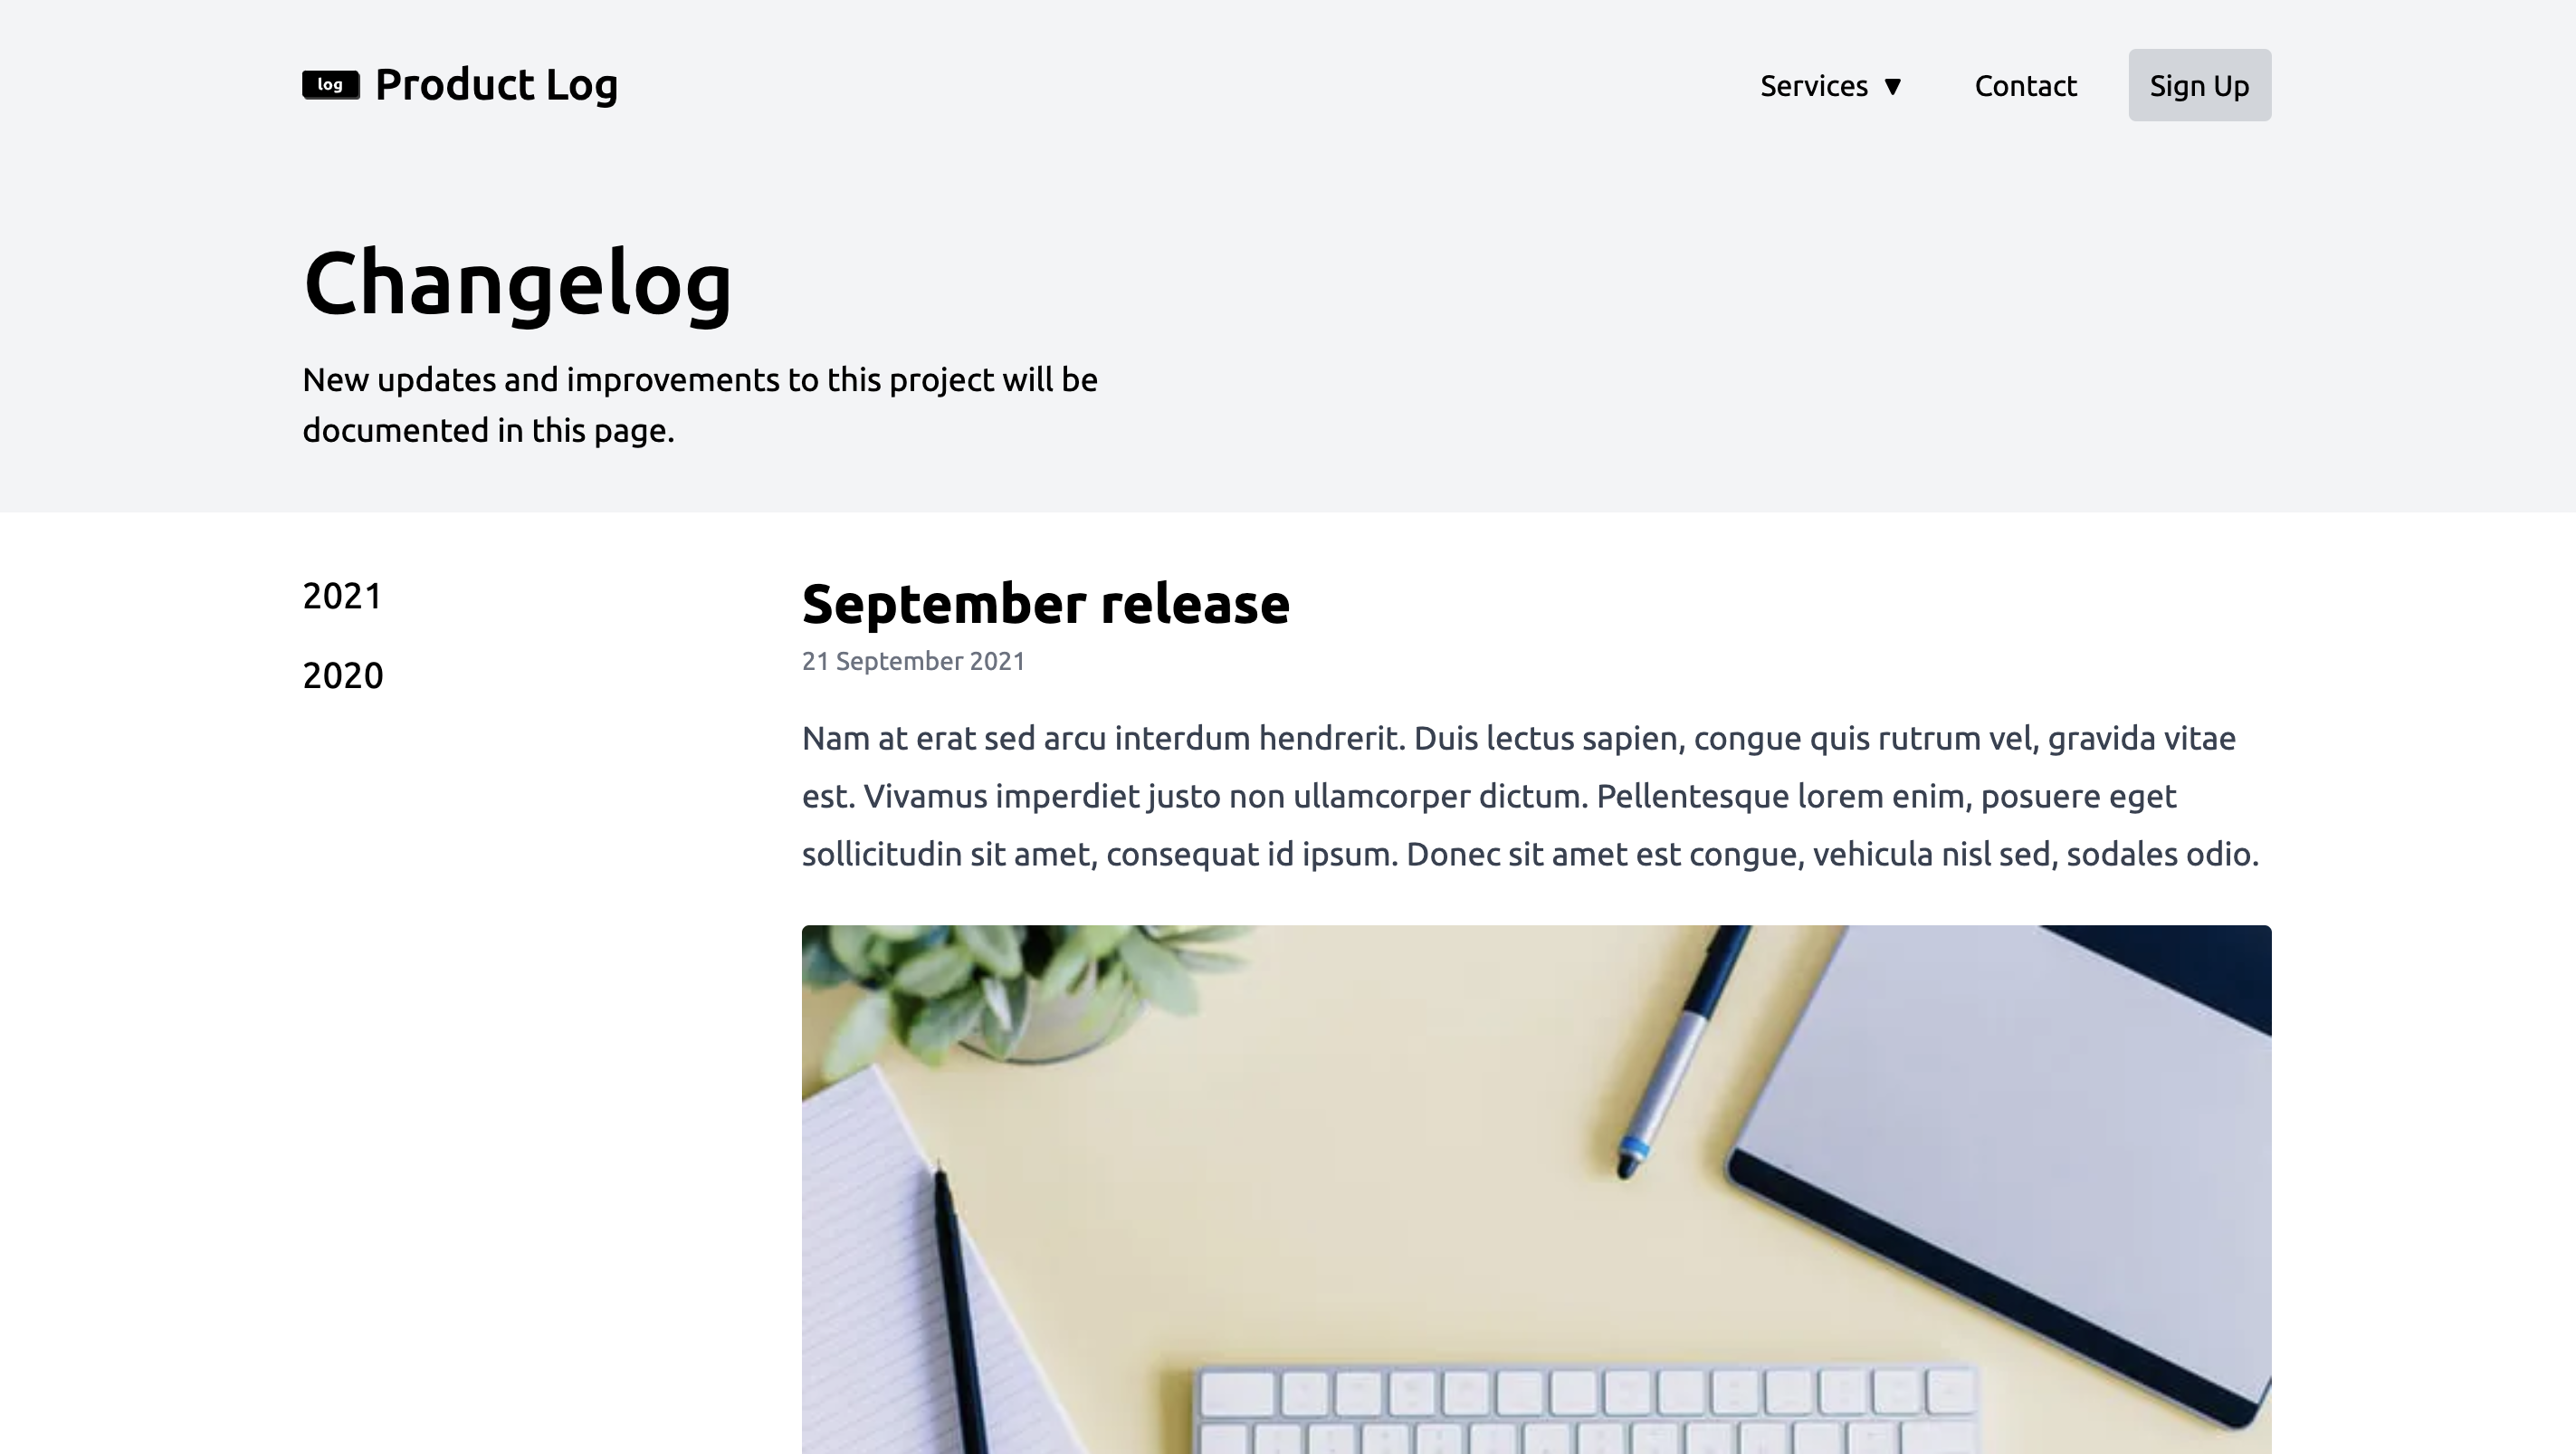 log Product Log
Services ▼
Contact
Sign Up
Changelog
New updates and improvements to this project will be
documented in this page.
2021
2020
September release
21 September 2021
Nam at erat sed arcu interdum hendrerit. Duis lectus sapien, congue quis rutrum vel, gravida vitae
est. Vivamus imperdiet justo non ullamcorper dictum. Pellentesque lorem enim, posuere eget
sollicitudin sit amet, consequat id ipsum. Donec sit amet est congue, vehicula nisl sed, sodales odio.